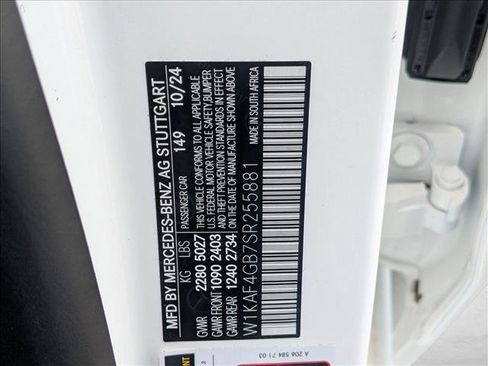 MFD BY MERCEDES-BENZ AG STUTTGART
KG LBS PASSENGER CAR 149 10/24
GVWR 2280 5027 THIS VEHICLE CONFORMS TO ALL APPLICABLE
U.S. FEDERAL MOTOR VEHICLE SAFETY, BUMPER
GAWR FRONT 1090 2403 AND THEFT PREVENTION STANDARDS IN EFFECT
GAWR REAR 1240 2734 ON THE DATE OF MANUFACTURE SHOWN ABOVE
W1KAF4GB7SR255881 MADE IN SOUTH AFRICA
A 206 584 71 03